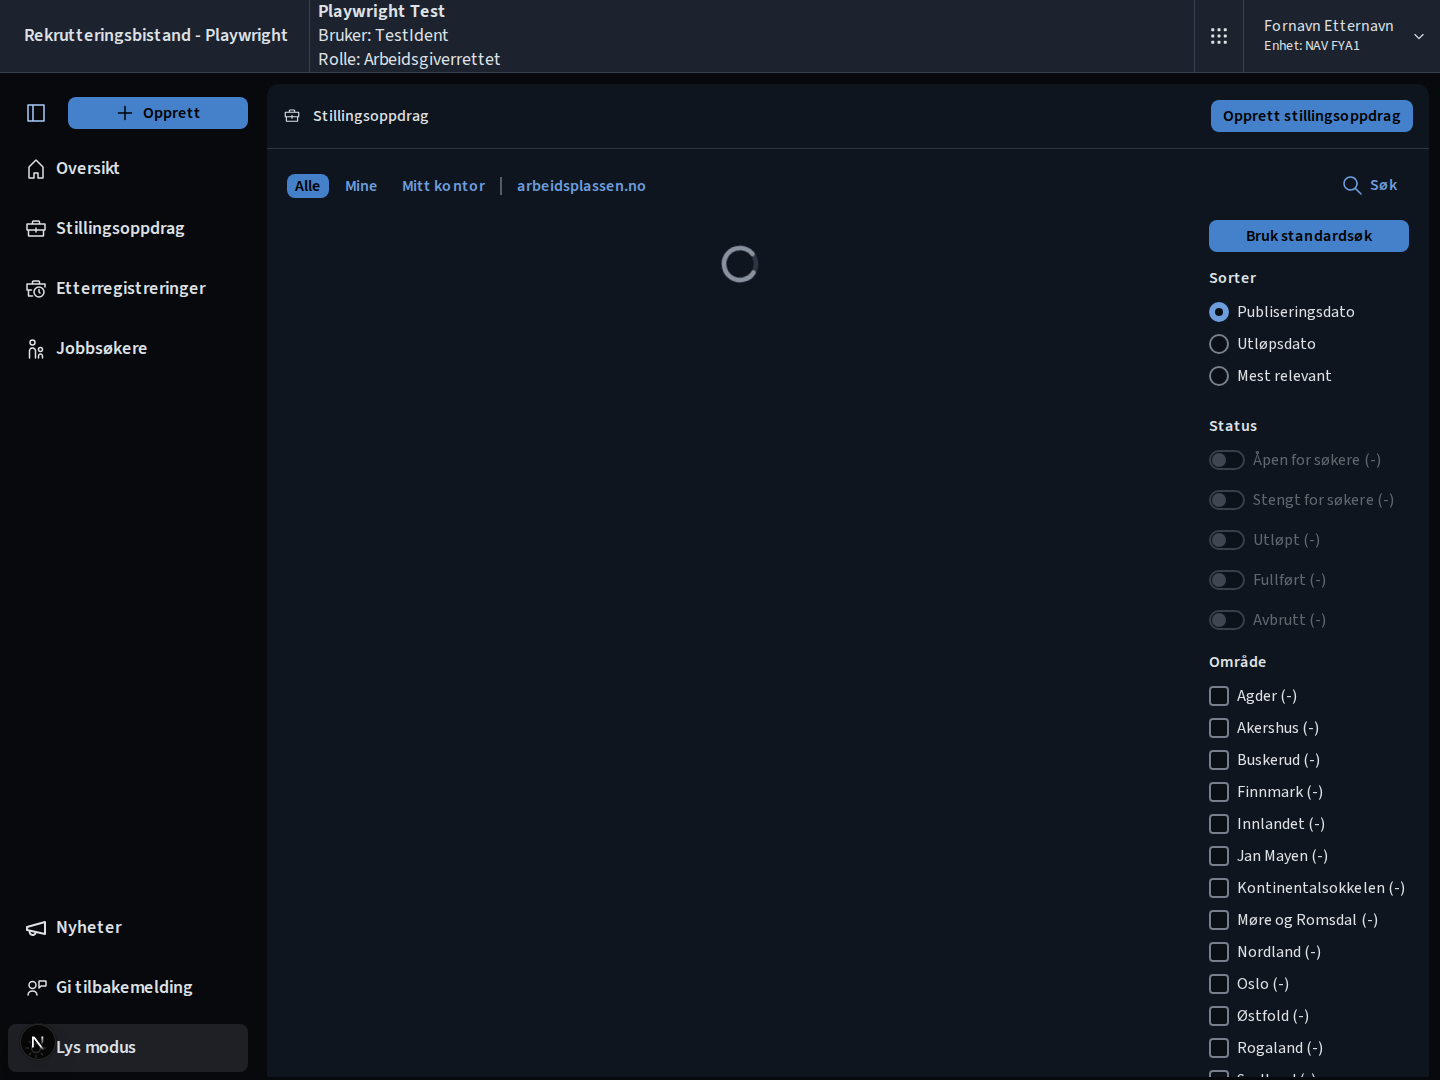 Rekrutteringsbistand - Playwright
Playwright Test
Bruker: TestIdent
Rolle: Arbeidsgiverrettet
Fornavn Etternavn
Enhet: NAV FYA1
Opprett
Oversikt
Stillingsoppdrag
Etterregistreringer
Jobbsøkere
Nyheter
Gi tilbakemelding
N
Lys modus
Stillingsoppdrag
Opprett stillingsoppdrag
Alle
Mine
Mitt kontor
arbeidsplassen.no
Søk
Bruk standardsøk
Sorter
Publiseringsdato
Utløpsdato
Mest relevant
Status
Åpen for søkere (-)
Stengt for søkere (-)
Utløpt (-)
Fullført (-)
Avbrutt (-)
Område
Agder (-)
Akershus (-)
Buskerud (-)
Finnmark (-)
Innlandet (-)
Jan Mayen (-)
Kontinentalsokkelen (-)
Møre og Romsdal (-)
Nordland (-)
Oslo (-)
Østfold (-)
Rogaland (-)